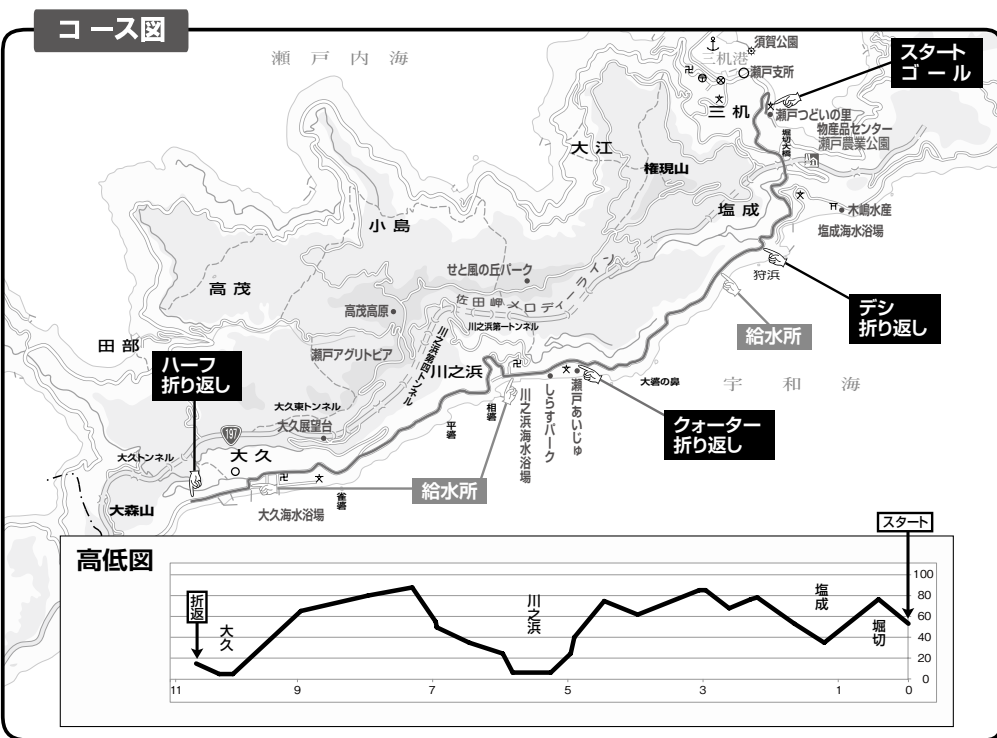 コース図
瀬戸内海
須賀公園
三机港
瀬戸支所
スタート
ゴール
三机
瀬戸つどいの里
物産品センター
瀬戸農業公園
堀切大橋
大江
権現山
塩成
木嶋水産
塩成海水浴場
小島
せと風の丘パーク
狩浜
佐田岬メロディーライン
デシ
折り返し
高茂
高茂高原
給水所
川之浜第一トンネル
田部
瀬戸アグリトピア
川之浜第四トンネル
川之浜
ハーフ
折り返し
大碆の鼻
宇和海
瀬戸あいじゅ
しらすパーク
川之浜海水浴場
クォーター
折り返し
大久東トンネル
大久展望台
相碆
平碆
197
大久トンネル
大久
給水所
大森山
大久海水浴場
雀碆
高低図
スタート
折返
大久
川之浜
塩成
堀切
100
80
60
40
20
0
11
9
7
5
3
1
0